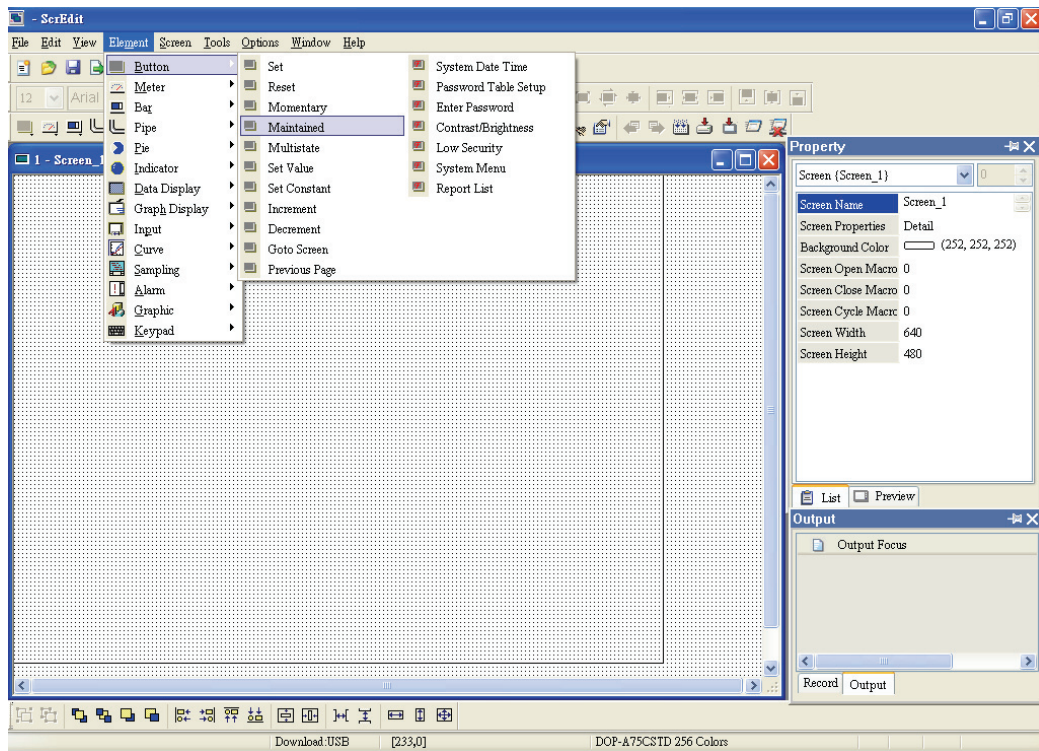 - ScrEdit
File Edit View Element Screen Tools Options Window Help
12 Arial
1 - Screen_1
Button
Meter
Bar
Pipe
Pie
Indicator
Data Display
Graph Display
Input
Curve
Sampling
Alarm
Graphic
Keypad
Set
Reset
Momentary
Maintained
Multistate
Set Value
Set Constant
Increment
Decrement
Goto Screen
Previous Page
System Date Time
Password Table Setup
Enter Password
Contrast/Brightness
Low Security
System Menu
Report List
Property
Screen {Screen_1} 0
Screen Name Screen_1
Screen Properties Detail
Background Color (252, 252, 252)
Screen Open Macro 0
Screen Close Macro 0
Screen Cycle Macro 0
Screen Width 640
Screen Height 480
List Preview
Output
Output Focus
Record Output
Download:USB [233,0] DOP-A75CSTD 256 Colors